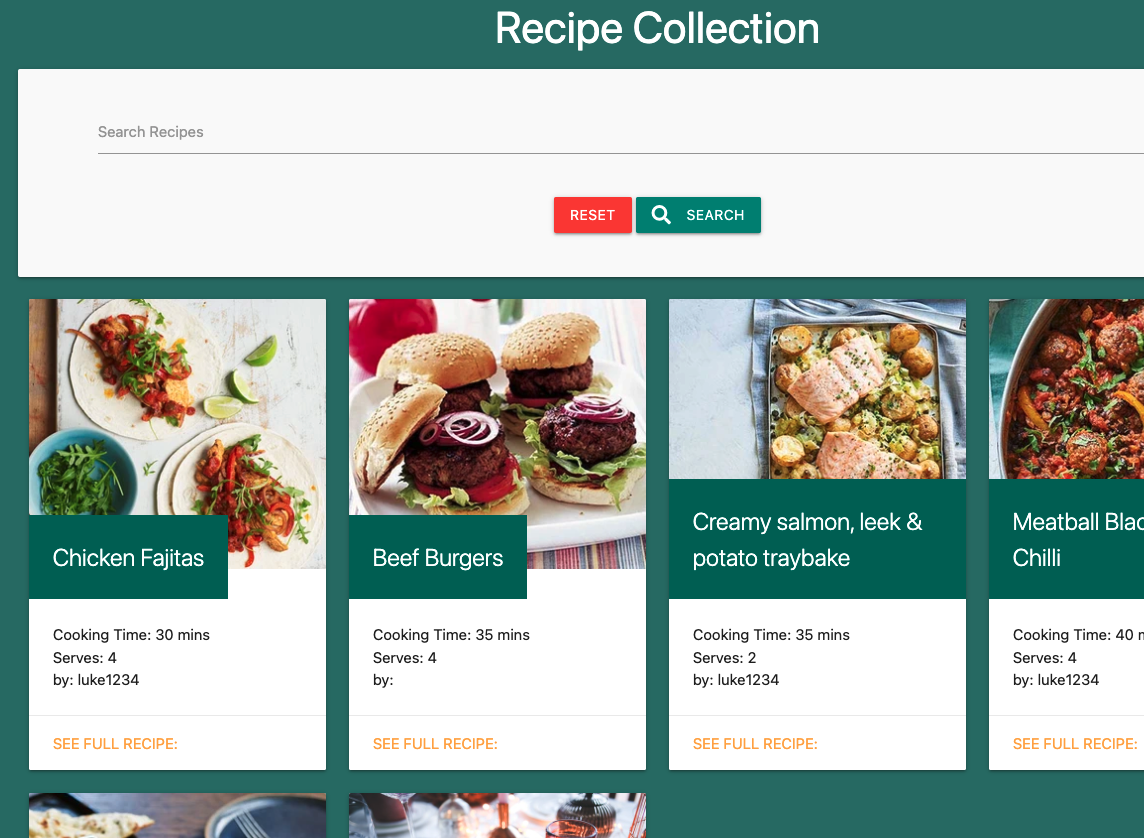 Recipe Collection
Search Recipes
RESET
SEARCH
Chicken Fajitas
Cooking Time: 30 mins
Serves: 4
by: luke1234
SEE FULL RECIPE:
Beef Burgers
Cooking Time: 35 mins
Serves: 4
by:
SEE FULL RECIPE:
Creamy salmon, leek &
potato traybake
Cooking Time: 35 mins
Serves: 2
by: luke1234
SEE FULL RECIPE:
Meatball
Chilli
Cooking Time: 40
Serves: 4
by: luke1234
SEE FULL RECIPE: